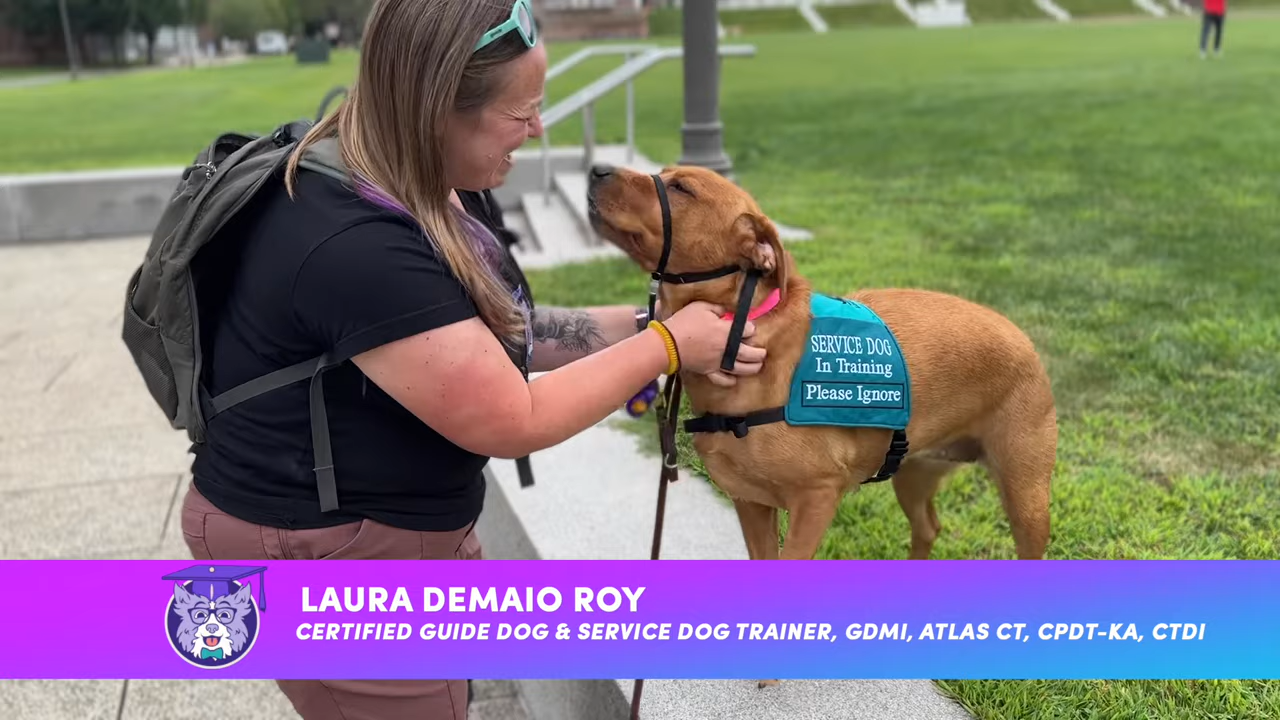 SERVICE DOG
In Training
Please Ignore
LAURA DEMAIO ROY
CERTIFIED GUIDE DOG & SERVICE DOG TRAINER, GDMI, ATLAS CT, CPDT-KA, CTDI